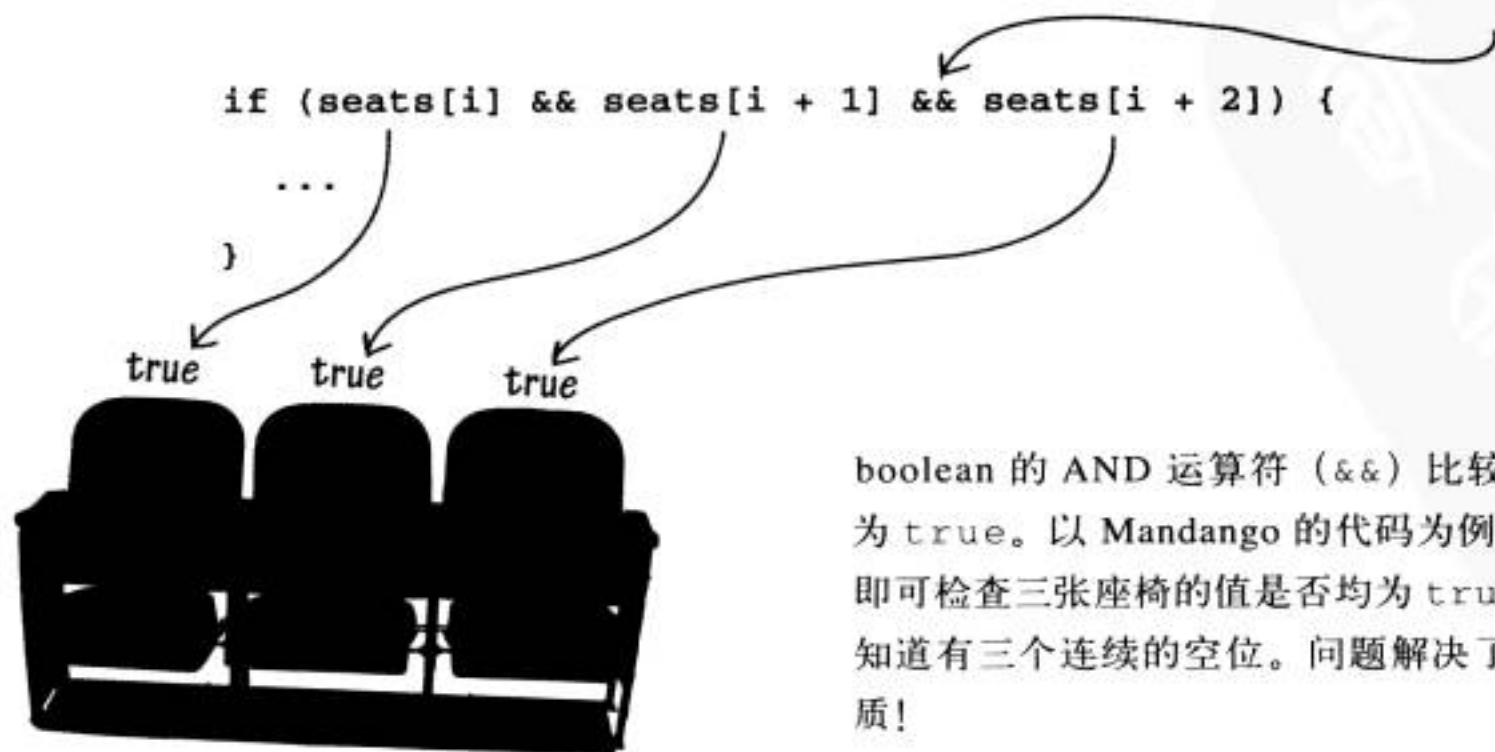 if (seats[i] && seats[i + 1] && seats[i + 2]) {
...
}
true true true
boolean 的 AND 运算符（&&）比较
为 true。以 Mandango 的代码为例
即可检查三张座椅的值是否均为 tru
知道有三个连续的空位。问题解决了
质！